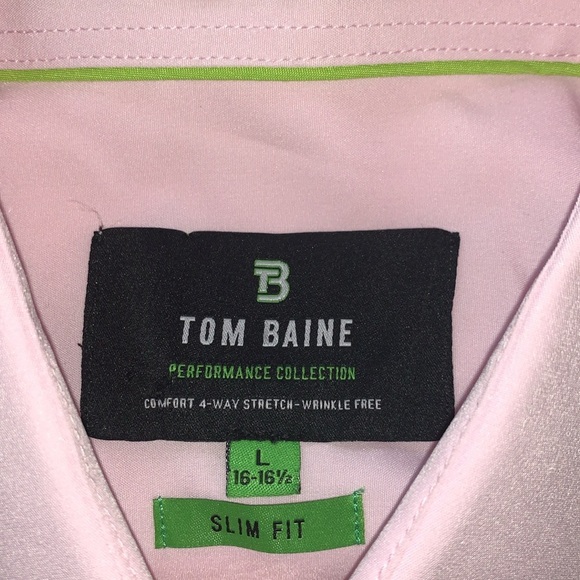 TB
TOM BAINE
PERFORMANCE COLLECTION
COMFORT 4-WAY STRETCH-WRINKLE FREE
L
16-16½
SLIM FIT